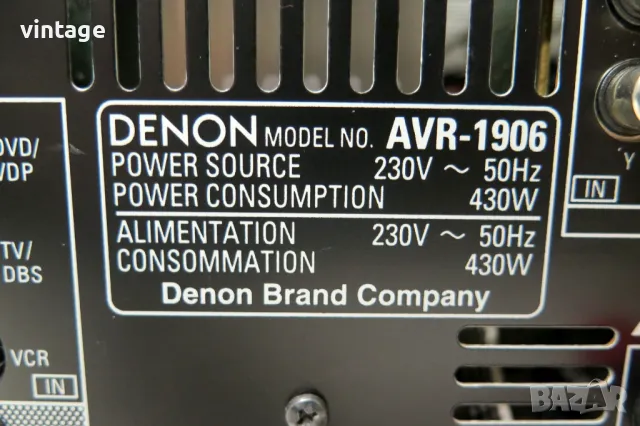 vintage
DENON MODEL NO. AVR-1906
POWER SOURCE 230V ~ 50Hz
POWER CONSUMPTION 430W
ALIMENTATION 230V ~ 50Hz
CONSOMMATION 430W
Denon Brand Company
DVD/
VDP
TV/
DBS
VCR
IN
Y
IN
BAZAR